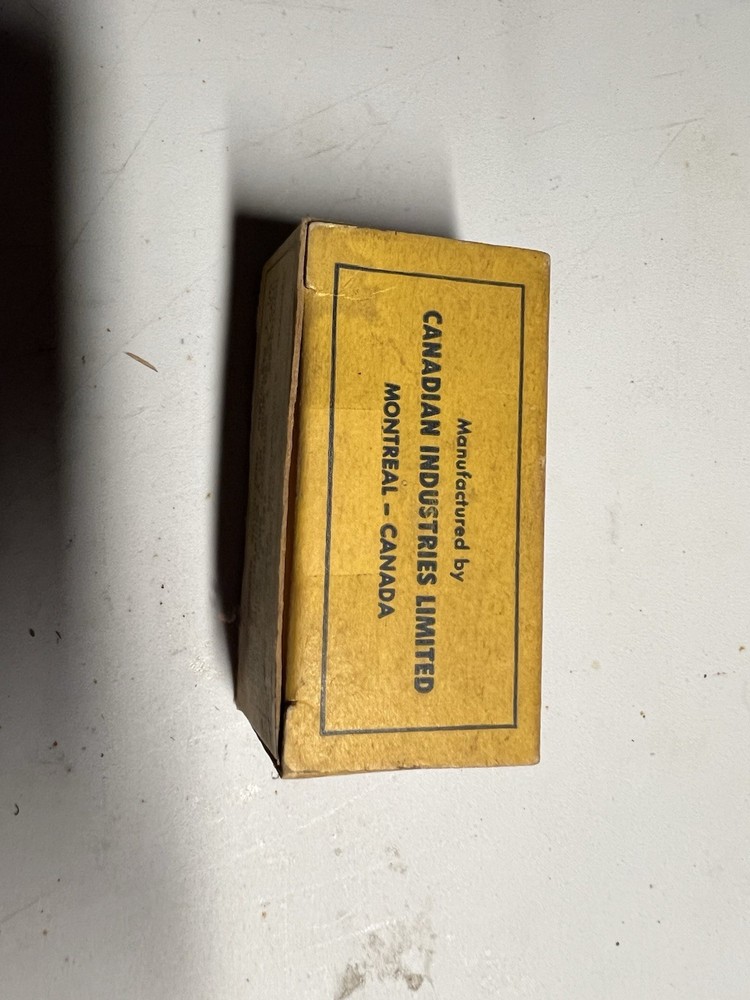 Manufactured by
CANADIAN INDUSTRIES LIMITED
MONTREAL - CANADA